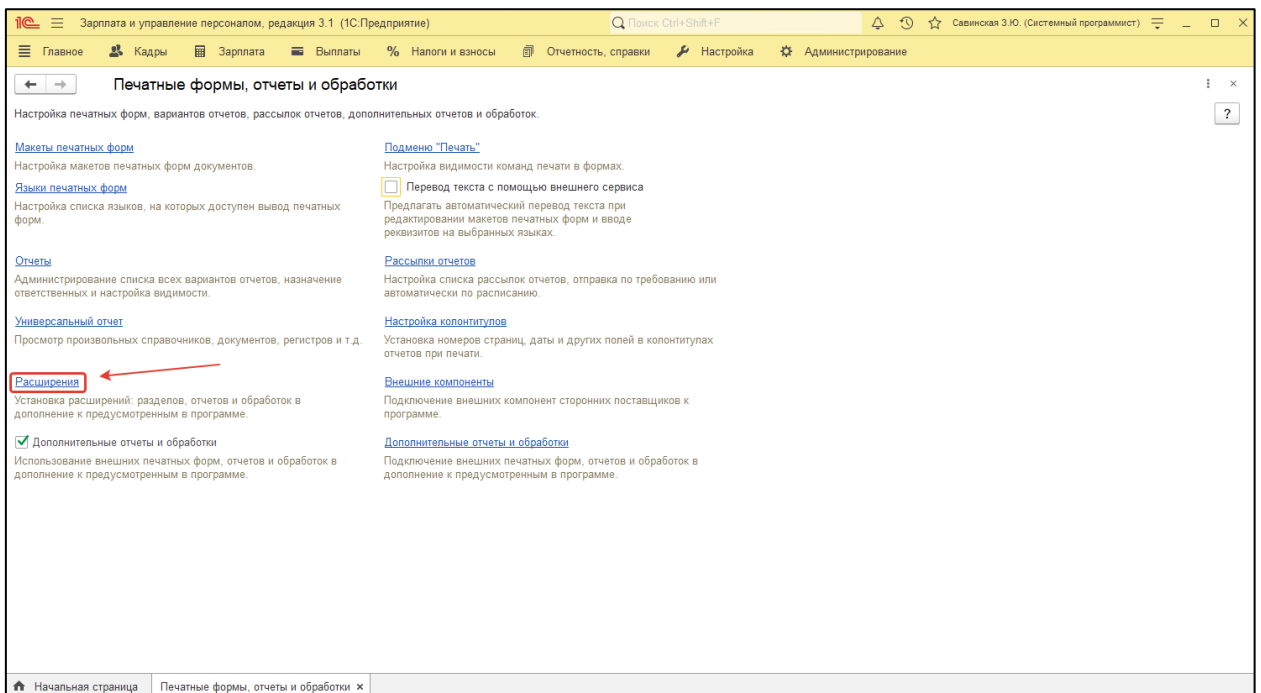 1С Зарплата и управление персоналом, редакция 3.1 (1С:Предприятие) Поиск Ctrl+Shift+F Савинская З.Ю. (Системный программист)
Главное Кадры Зарплата Выплаты % Налоги и взносы Отчетность, справки Настройка Администрирование
Печатные формы, отчеты и обработки
Настройка печатных форм, вариантов отчетов, рассылок отчетов, дополнительных отчетов и обработок. ?
Макеты печатных форм
Настройка макетов печатных форм документов.
Подменю "Печать"
Настройка видимости команд печати в формах.
Языки печатных форм
Настройка списка языков, на которых доступен вывод печатных
форм.
Перевод текста с помощью внешнего сервиса
Предлагать автоматический перевод текста при
редактировании макетов печатных форм и вводе
реквизитов на выбранных языках.
Отчеты
Администрирование списка всех вариантов отчетов, назначение
ответственных и настройка видимости.
Рассылки отчетов
Настройка списка рассылок отчетов, отправка по требованию или
автоматически по расписанию.
Универсальный отчет
Просмотр произвольных справочников, документов, регистров и т.д.
Настройка колонтитулов
Установка номеров страниц, даты и других полей в колонтитулах
отчетов при печати.
Расширения
Установка расширений: разделов, отчетов и обработок в
дополнение к предусмотренным в программе.
Внешние компоненты
Подключение внешних компонент сторонних поставщиков к
программе.
Дополнительные отчеты и обработки
Использование внешних печатных форм, отчетов и обработок в
дополнение к предусмотренным в программе.
Дополнительные отчеты и обработки
Подключение внешних печатных форм, отчетов и обработок в
дополнение к предусмотренным в программе.
Начальная страница Печатные формы, отчеты и обработки ×